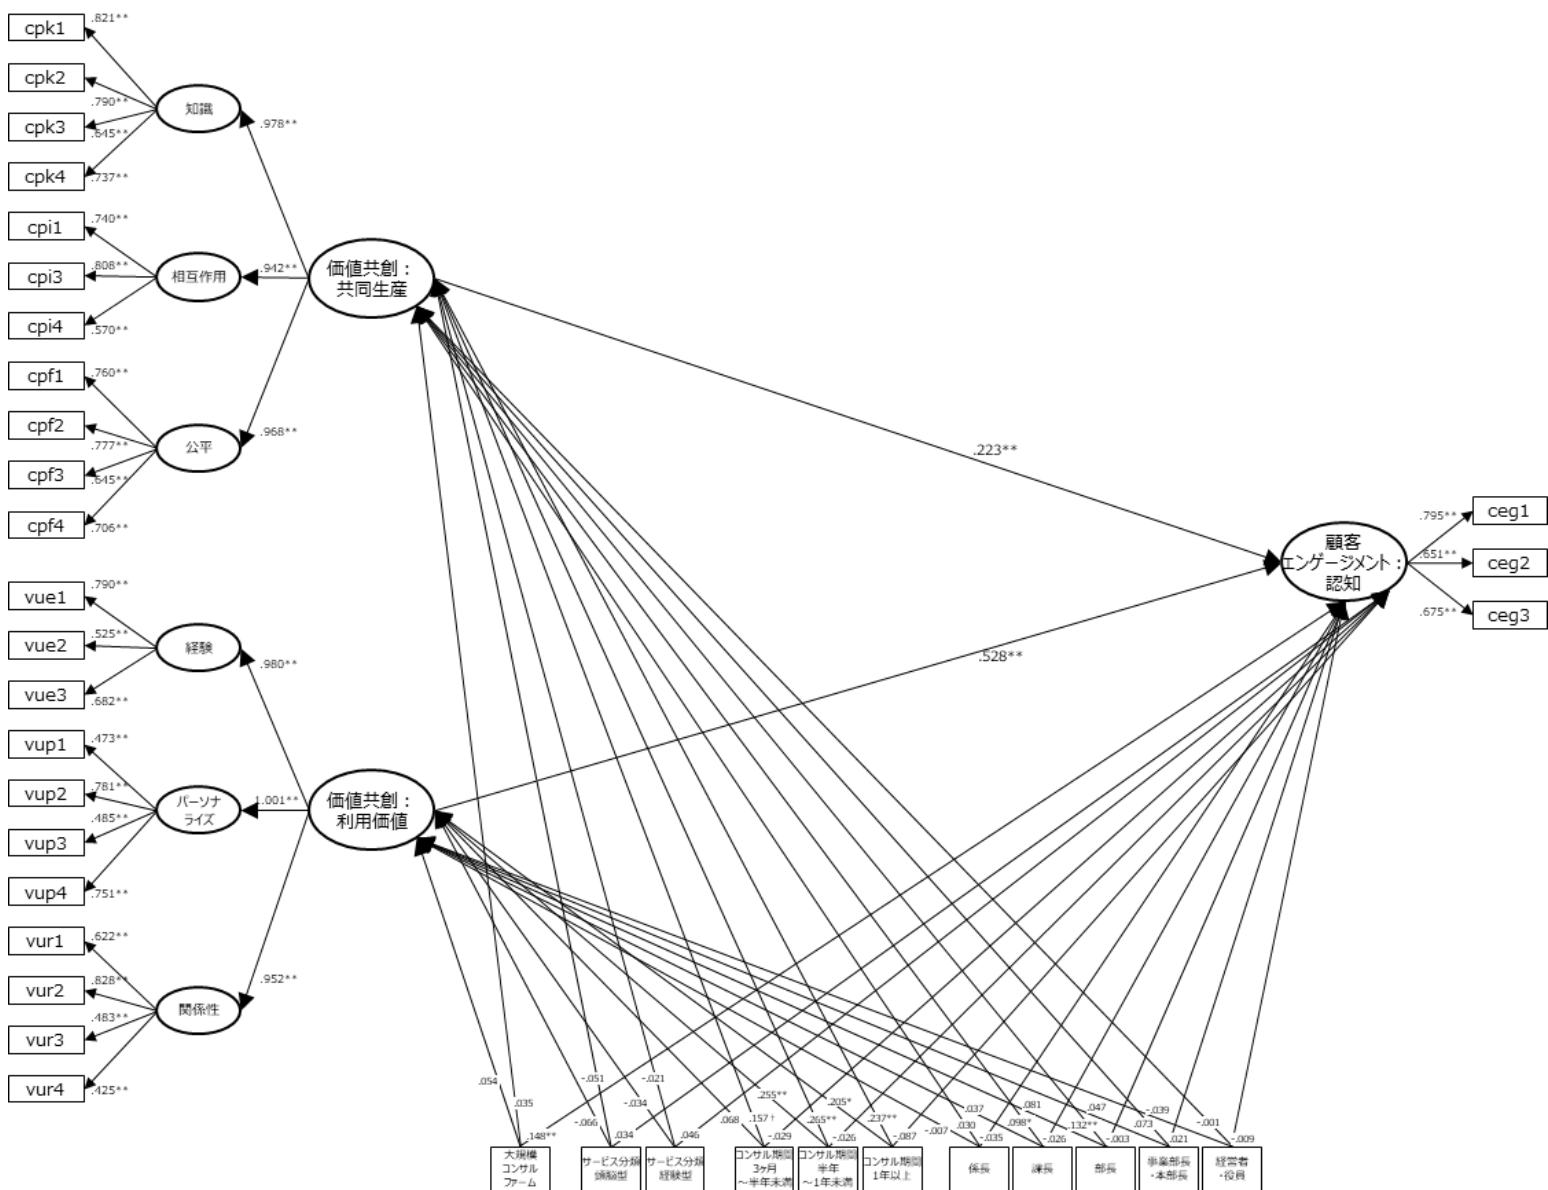 cpk1
.821**
cpk2
.790**
cpk3
.645**
cpk4
.737**
知識
.978**
cpi1
.740**
cpi3
.808**
cpi4
.570**
相互作用
.942**
価値共創：
共同生産
cpf1
.760**
cpf2
.777**
cpf3
.645**
cpf4
.706**
公平
.968**
.223**
vue1
.790**
vue2
.525**
vue3
.682**
経験
.980**
.528**
顧客
エンゲージメント：
認知
.795**
ceg1
.651**
ceg2
.675**
ceg3
vup1
.473**
vup2
.781**
vup3
.485**
vup4
.751**
パーソナ
ライズ
1.001**
価値共創：
利用価値
vur1
.622**
vur2
.828**
vur3
.483**
vur4
.425**
関係性
.952**
.054
.035
.148**
-.051
-.066
.034
-.021
-.034
.046
.068
.157†
-.029
.255**
.265**
-.026
.205*
.237**
-.087
-.007
.030
-.035
.037
.098*
-.026
.081
.132**
-.003
.047
.073
.021
-.039
-.001
-.009
大規模
コンサル
ファーム
サービス分類
頭脳型
サービス分類
経験型
コンサル期間
3ヶ月
～半年未満
コンサル期間
半年
～1年未満
コンサル期間
1年以上
係長
課長
部長
事業部長
・本部長
経営者
・役員